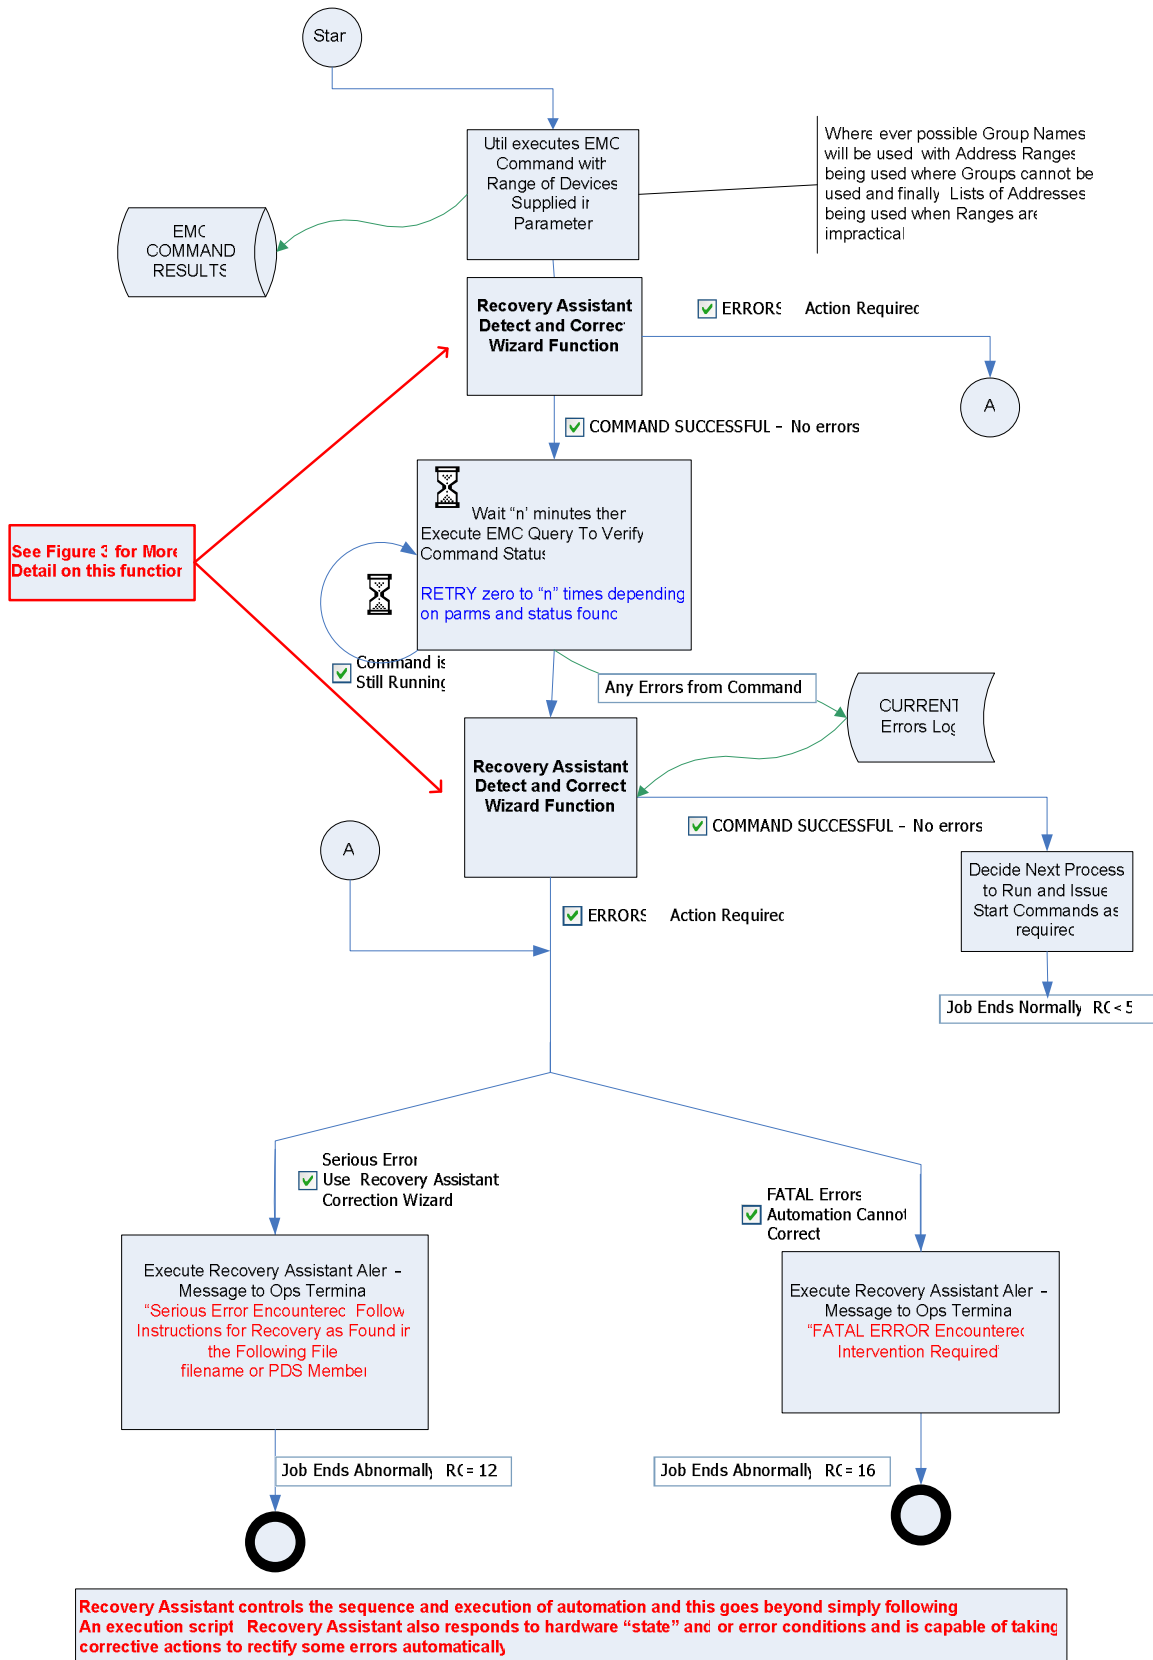 Star
Util executes EMC
Command with
Range of Devices
Supplied in
Parameter
Where ever possible Group Names
will be used with Address Ranges
being used where Groups cannot be
used and finally Lists of Addresses
being used when Ranges are
impractical
EMC
COMMAND
RESULTS
Recovery Assistant
Detect and Correct
Wizard Function
ERRORS Action Required
A
COMMAND SUCCESSFUL – No errors
Wait “n’ minutes then
Execute EMC Query To Verify
Command Status
RETRY zero to “n” times depending
on parms and status found
See Figure 3 for More
Detail on this function
Command is
Still Running
Any Errors from Command
CURRENT
Errors Log
Recovery Assistant
Detect and Correct
Wizard Function
COMMAND SUCCESSFUL – No errors
A
Decide Next Process
to Run and Issue
Start Commands as
required
ERRORS Action Required
Job Ends Normally RC < 5
Serious Error
Use Recovery Assistant
Correction Wizard
FATAL Errors
Automation Cannot
Correct
Execute Recovery Assistant Aler –
Message to Ops Termina
“Serious Error Encountered Follow
Instructions for Recovery as Found in
the Following File
filename or PDS Member
Execute Recovery Assistant Aler –
Message to Ops Termina
“FATAL ERROR Encountered
Intervention Required”
Job Ends Abnormally RC = 12
Job Ends Abnormally RC = 16
Recovery Assistant controls the sequence and execution of automation and this goes beyond simply following
An execution script Recovery Assistant also responds to hardware “state” and or error conditions and is capable of taking
corrective actions to rectify some errors automatically